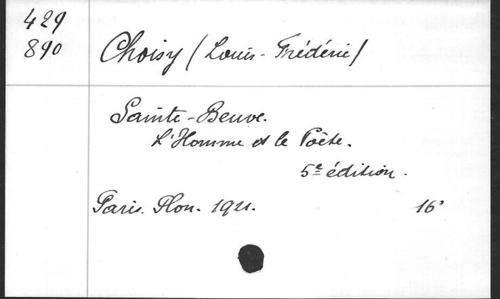 429
890
Choisy (Louis-Frédéric)
Sainte-Beuve.
L'Homme et le Poète.
5e édition.
Paris. Plon. 1921. 16°